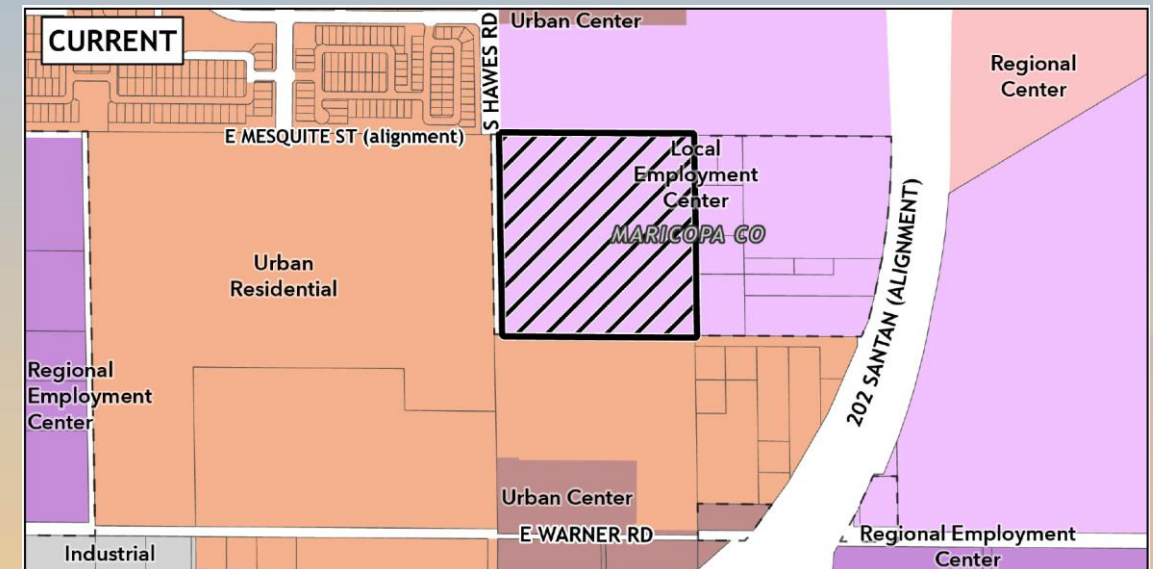 CURRENT
S HAWES RD
Urban Center
Regional
Center
E MESQUITE ST (alignment)
Local
Employment
Center
MARICOPA CO
Urban
Residential
202 SANTAN (ALIGNMENT)
Regional
Employment
Center
Urban Center
E WARNER RD
Regional Employment
Center
Industrial